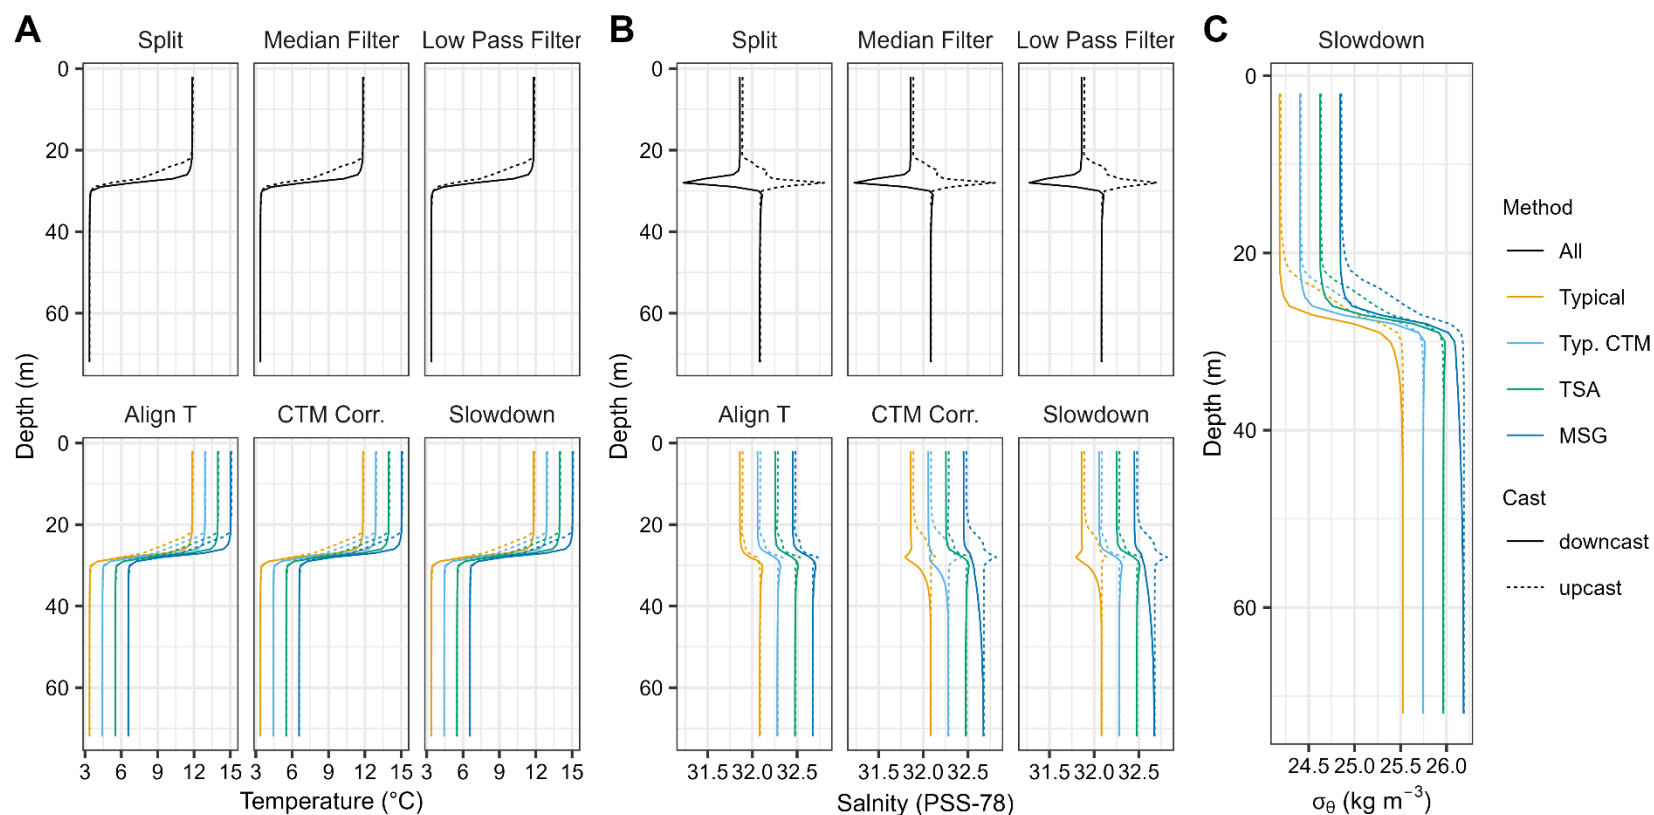 A
Split
Median Filter
Low Pass Filter
0
20
40
60
Align T
CTM Corr.
Slowdown
0
20
40
60
Depth (m)
3 6 9 12 15
3 6 9 12 15
3 6 9 12 15
Temperature (°C)
B
Split
Median Filter
Low Pass Filter
0
20
40
60
Align T
CTM Corr.
Slowdown
0
20
40
60
Depth (m)
31.5 32.0 32.5
31.5 32.0 32.5
31.5 32.0 32.5
Salnity (PSS-78)
C
Slowdown
0
20
40
60
Depth (m)
24.5 25.0 25.5 26.0
σθ (kg m−3)
Method
All
Typical
Typ. CTM
TSA
MSG
Cast
downcast
upcast